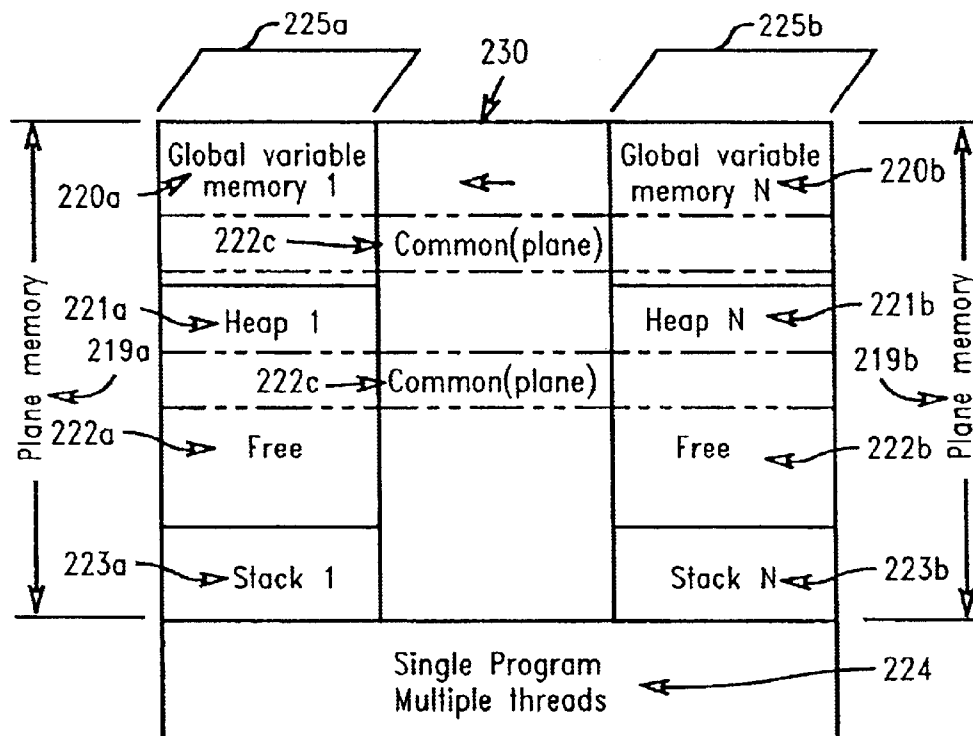 225a
225b
230
Global variable
memory 1
Global variable
memory N
220a
220b
222c
Common(plane)
221a
Heap 1
Heap N
221b
Plane memory
219a
222c
Common(plane)
219b
Plane memory
222a
Free
Free
222b
223a
Stack 1
Stack N
223b
Single Program
Multiple threads
224